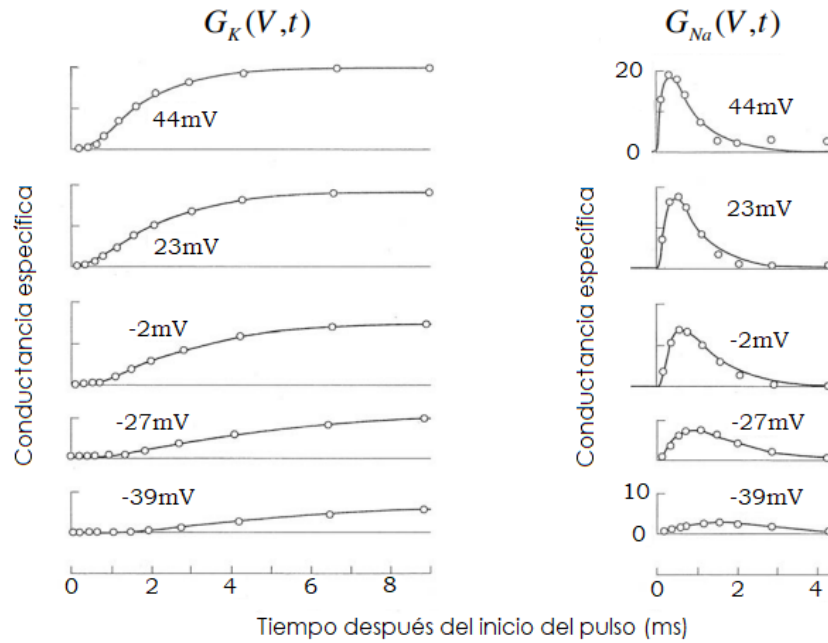 G_K(V,t)
G_Na(V,t)
44mV
23mV
-2mV
-27mV
-39mV
20
0
44mV
23mV
-2mV
-27mV
10
0
-39mV
Conductancia específica
Conductancia específica
0 2 4 6 8
0 2 4
Tiempo después del inicio del pulso (ms)